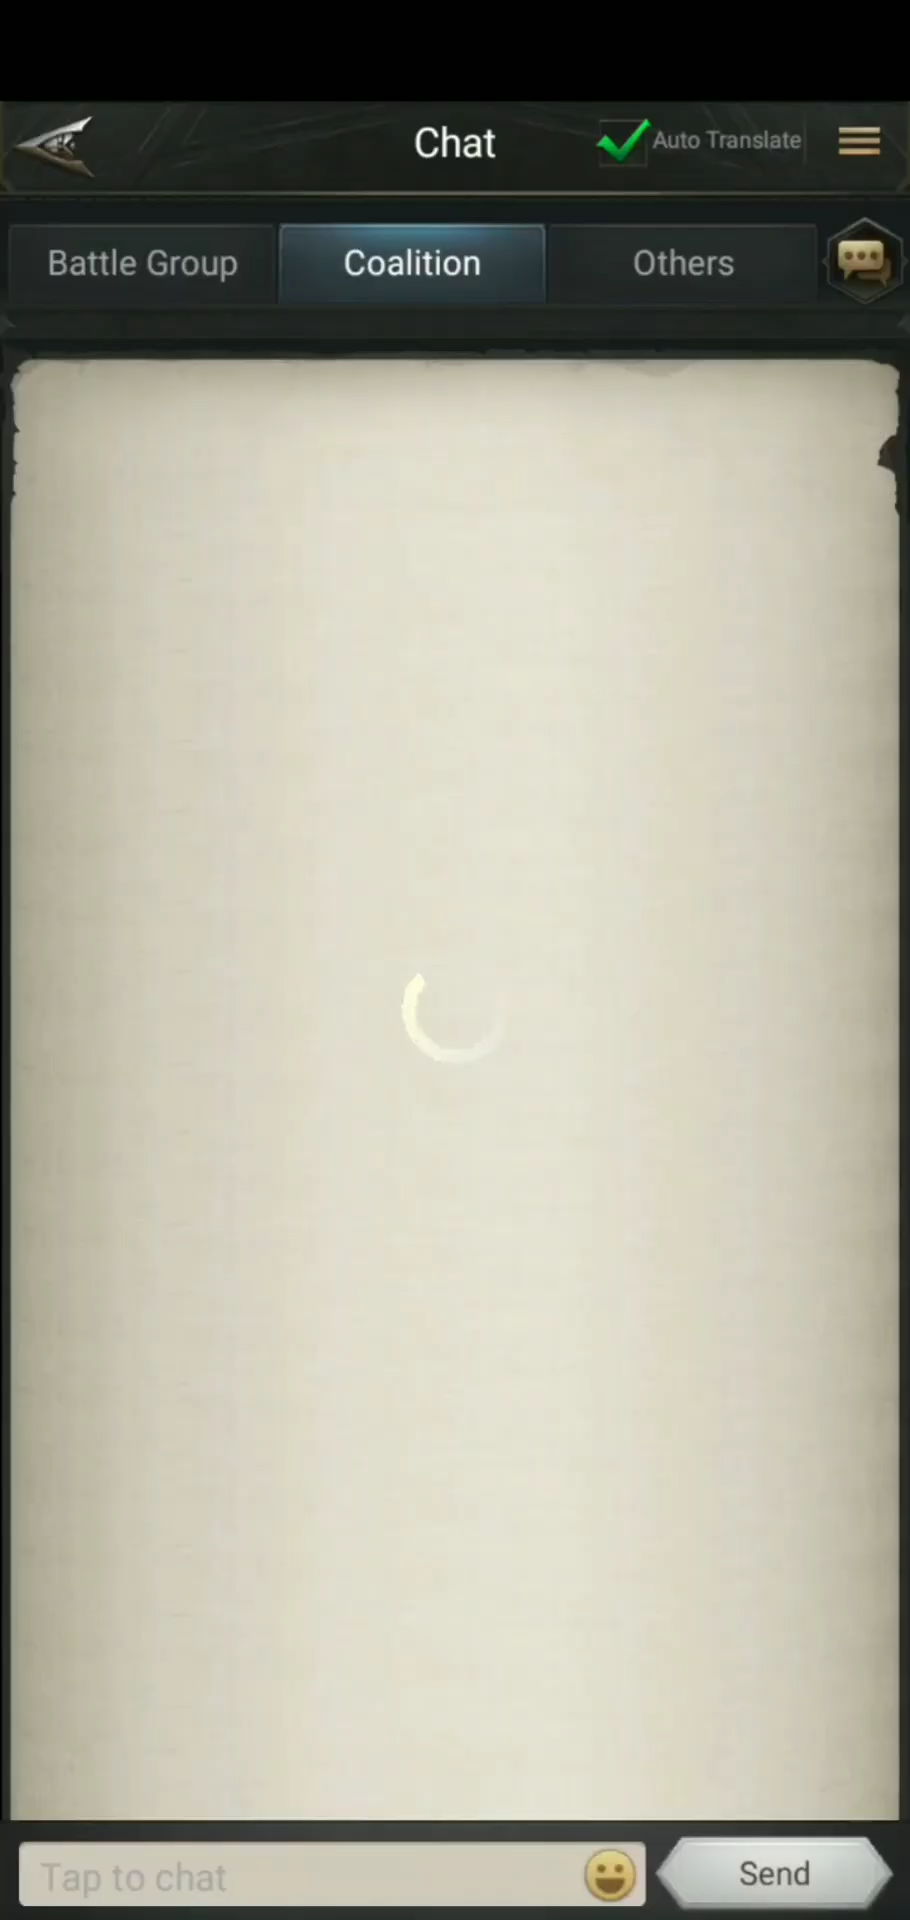 Chat
Auto Translate
Battle Group
Coalition
Others
Tap to chat
Send